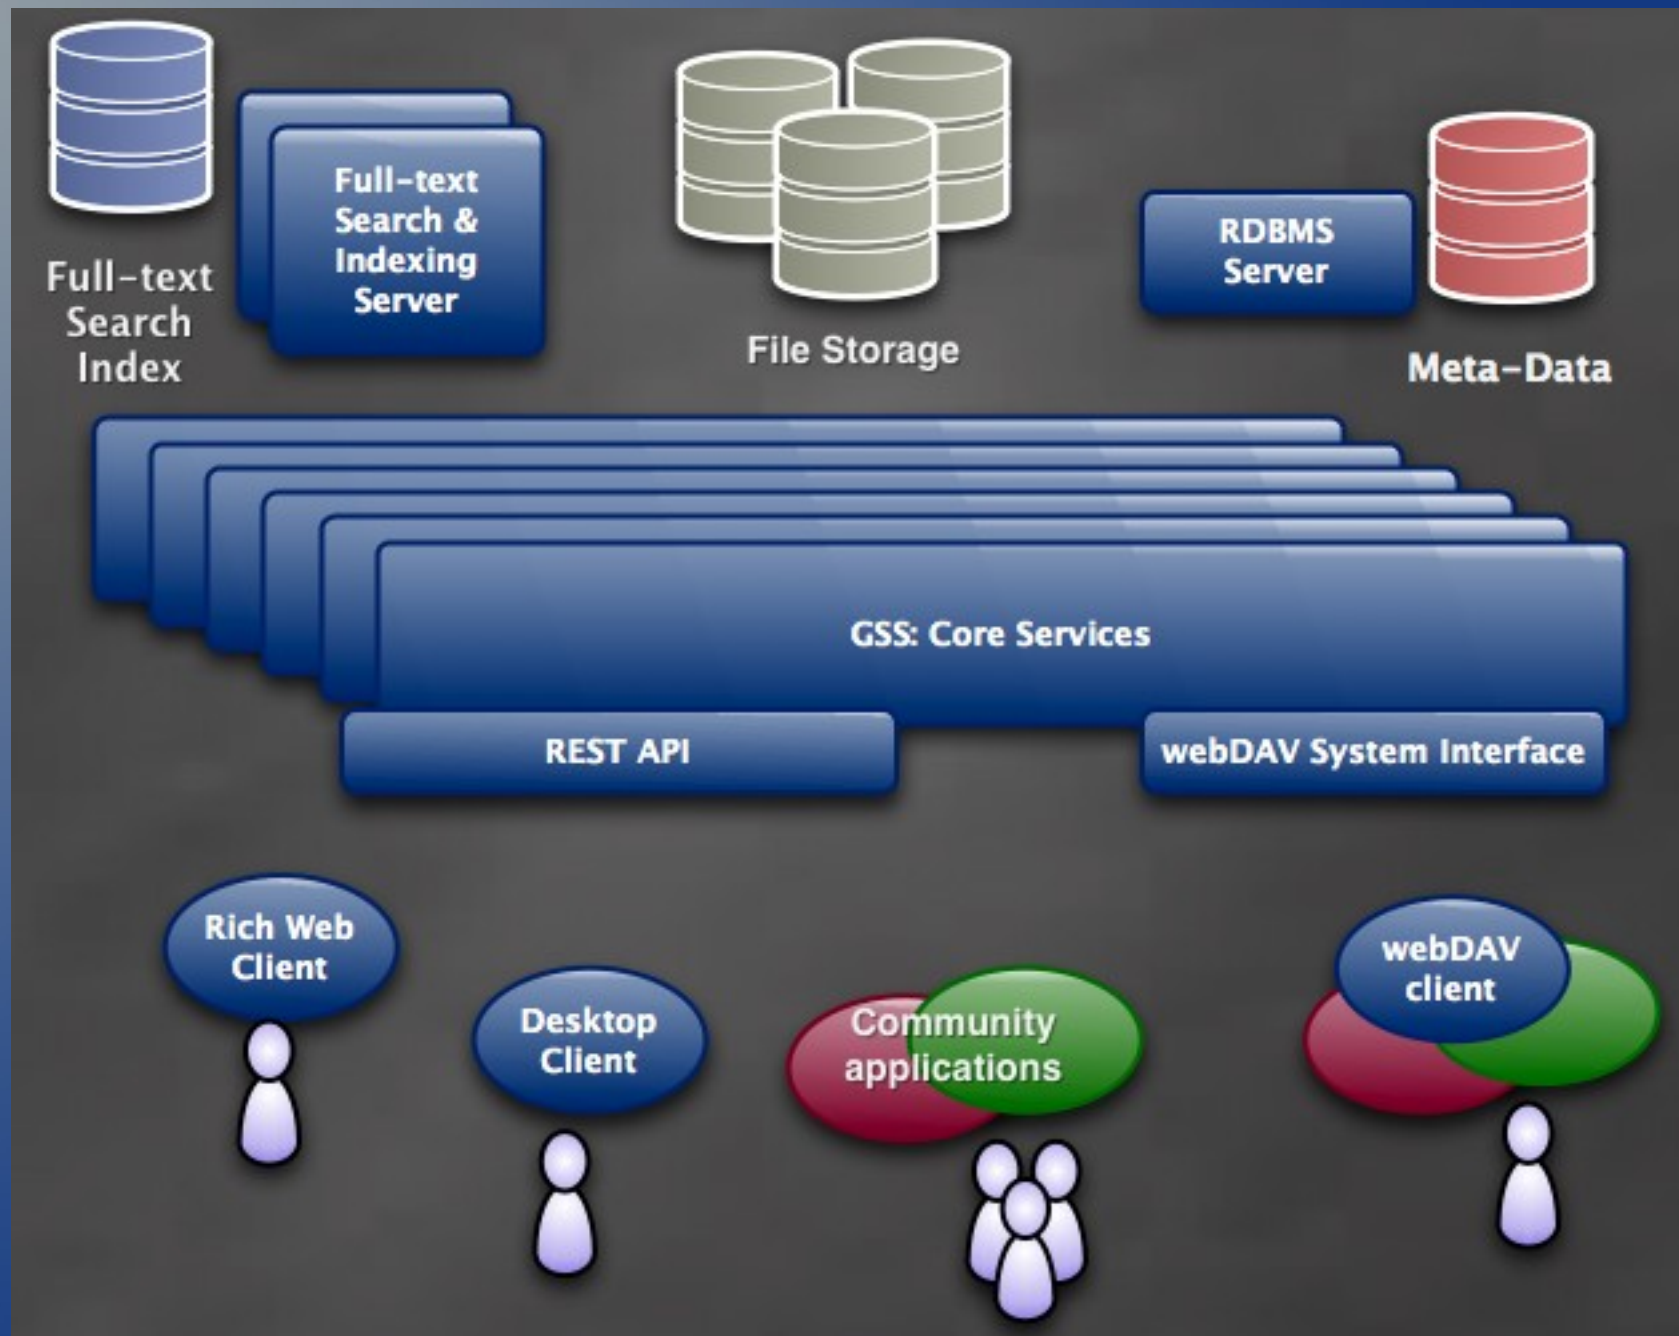 Full-text
Search
Index
Full-text
Search &
Indexing
Server
File Storage
RDBMS
Server
Meta-Data
GSS: Core Services
REST API
webDAV System Interface
Rich Web
Client
Desktop
Client
Community
applications
webDAV
client